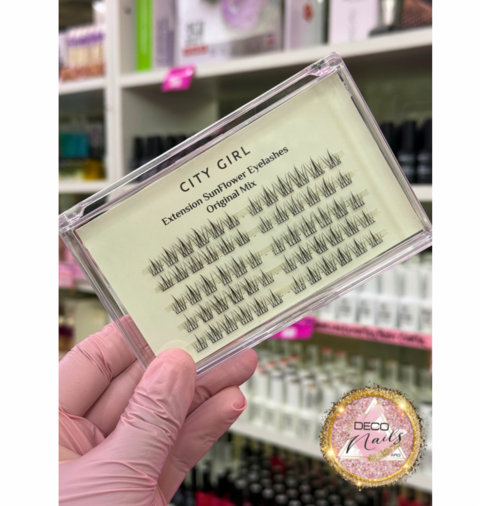 CITY GIRL
Extension SunFlower Eyelashes
Original Mix
DECO
Nails